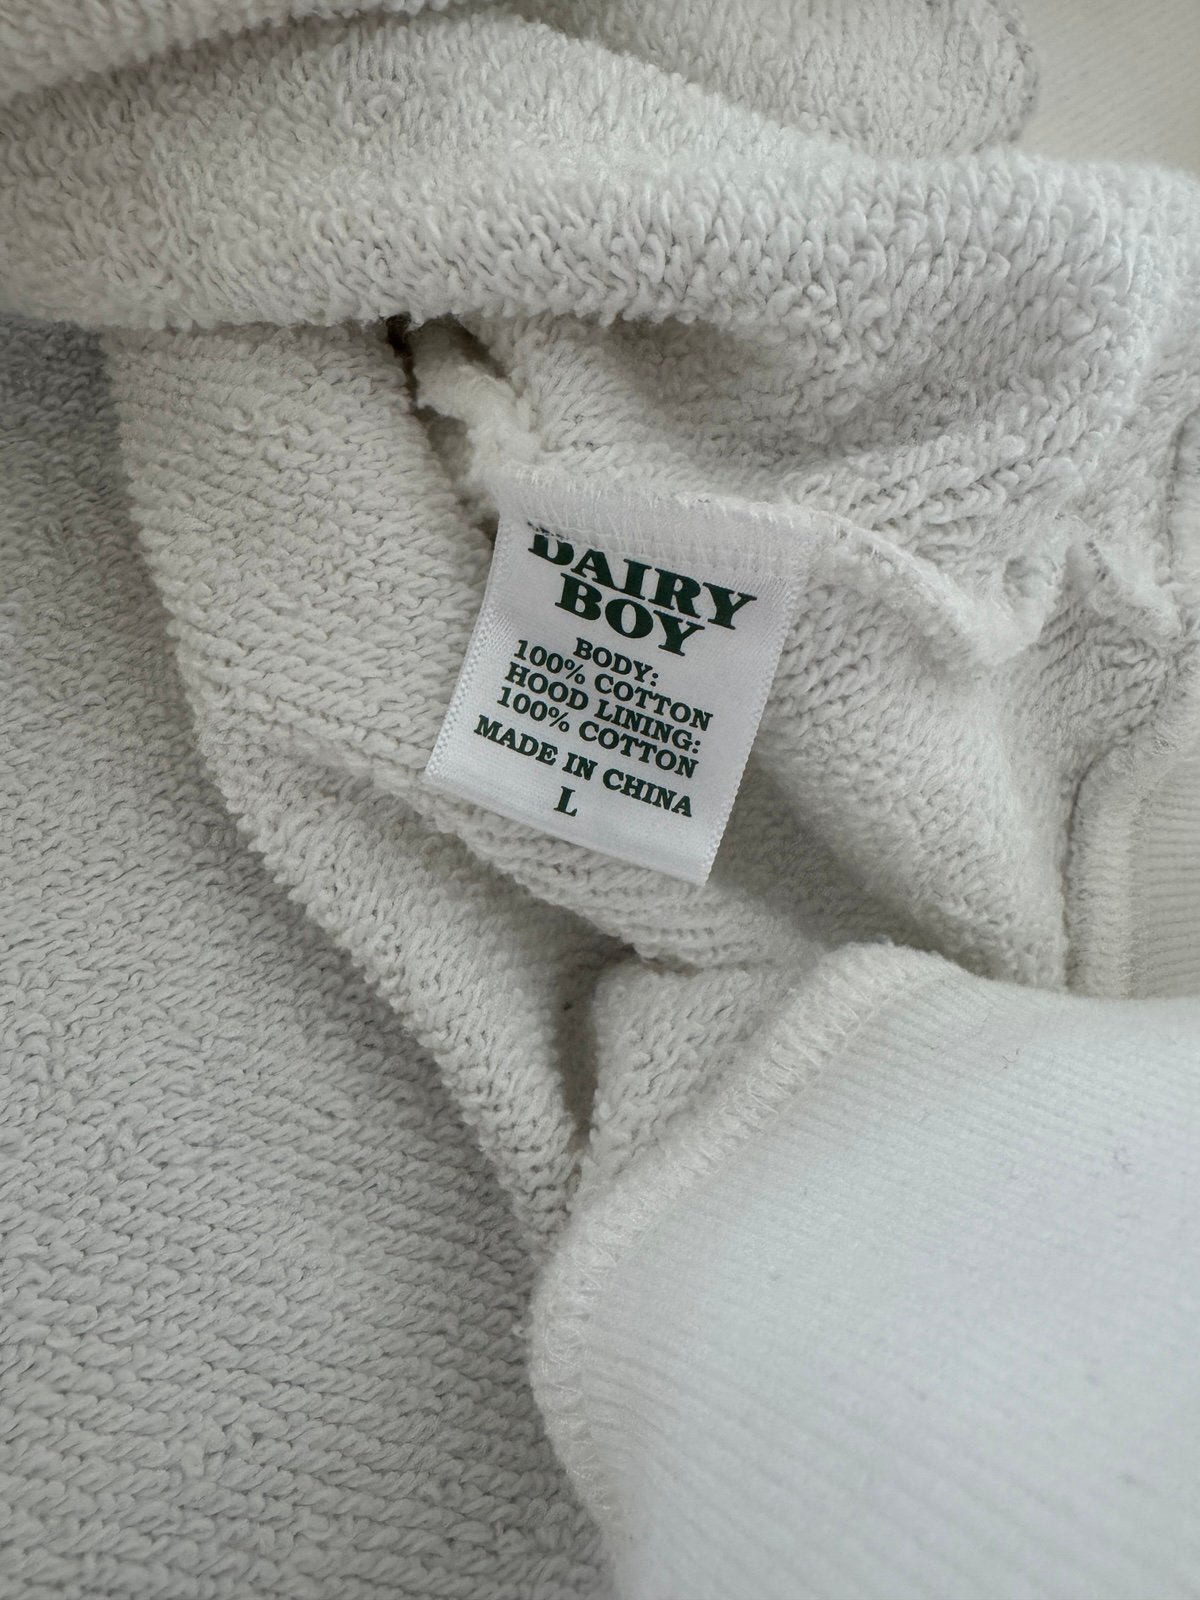 DAIRY
BOY
BODY:
100% COTTON
HOOD LINING:
100% COTTON
MADE IN CHINA
L